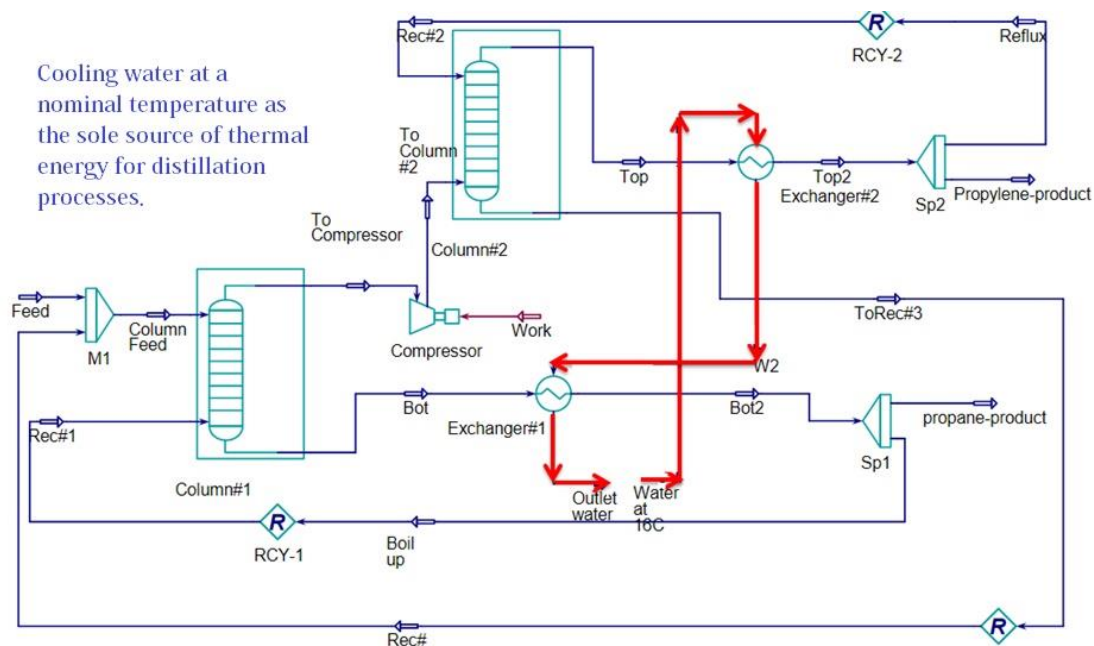 Cooling water at a
nominal temperature as
the sole source of thermal
energy for distillation
processes.
Rec#2
RCY-2
Reflux
To
Column
#2
Top
Top2
Exchanger#2
Sp2
Propylene-product
To
Compressor
Column#2
Feed
M1
Column
Feed
Compressor
Work
ToRec#3
W2
Rec#1
Bot
Exchanger#1
Bot2
Sp1
propane-product
Column#1
Outlet
water
Water
at
16C
R
RCY-1
Boil
up
Rec#
R
R